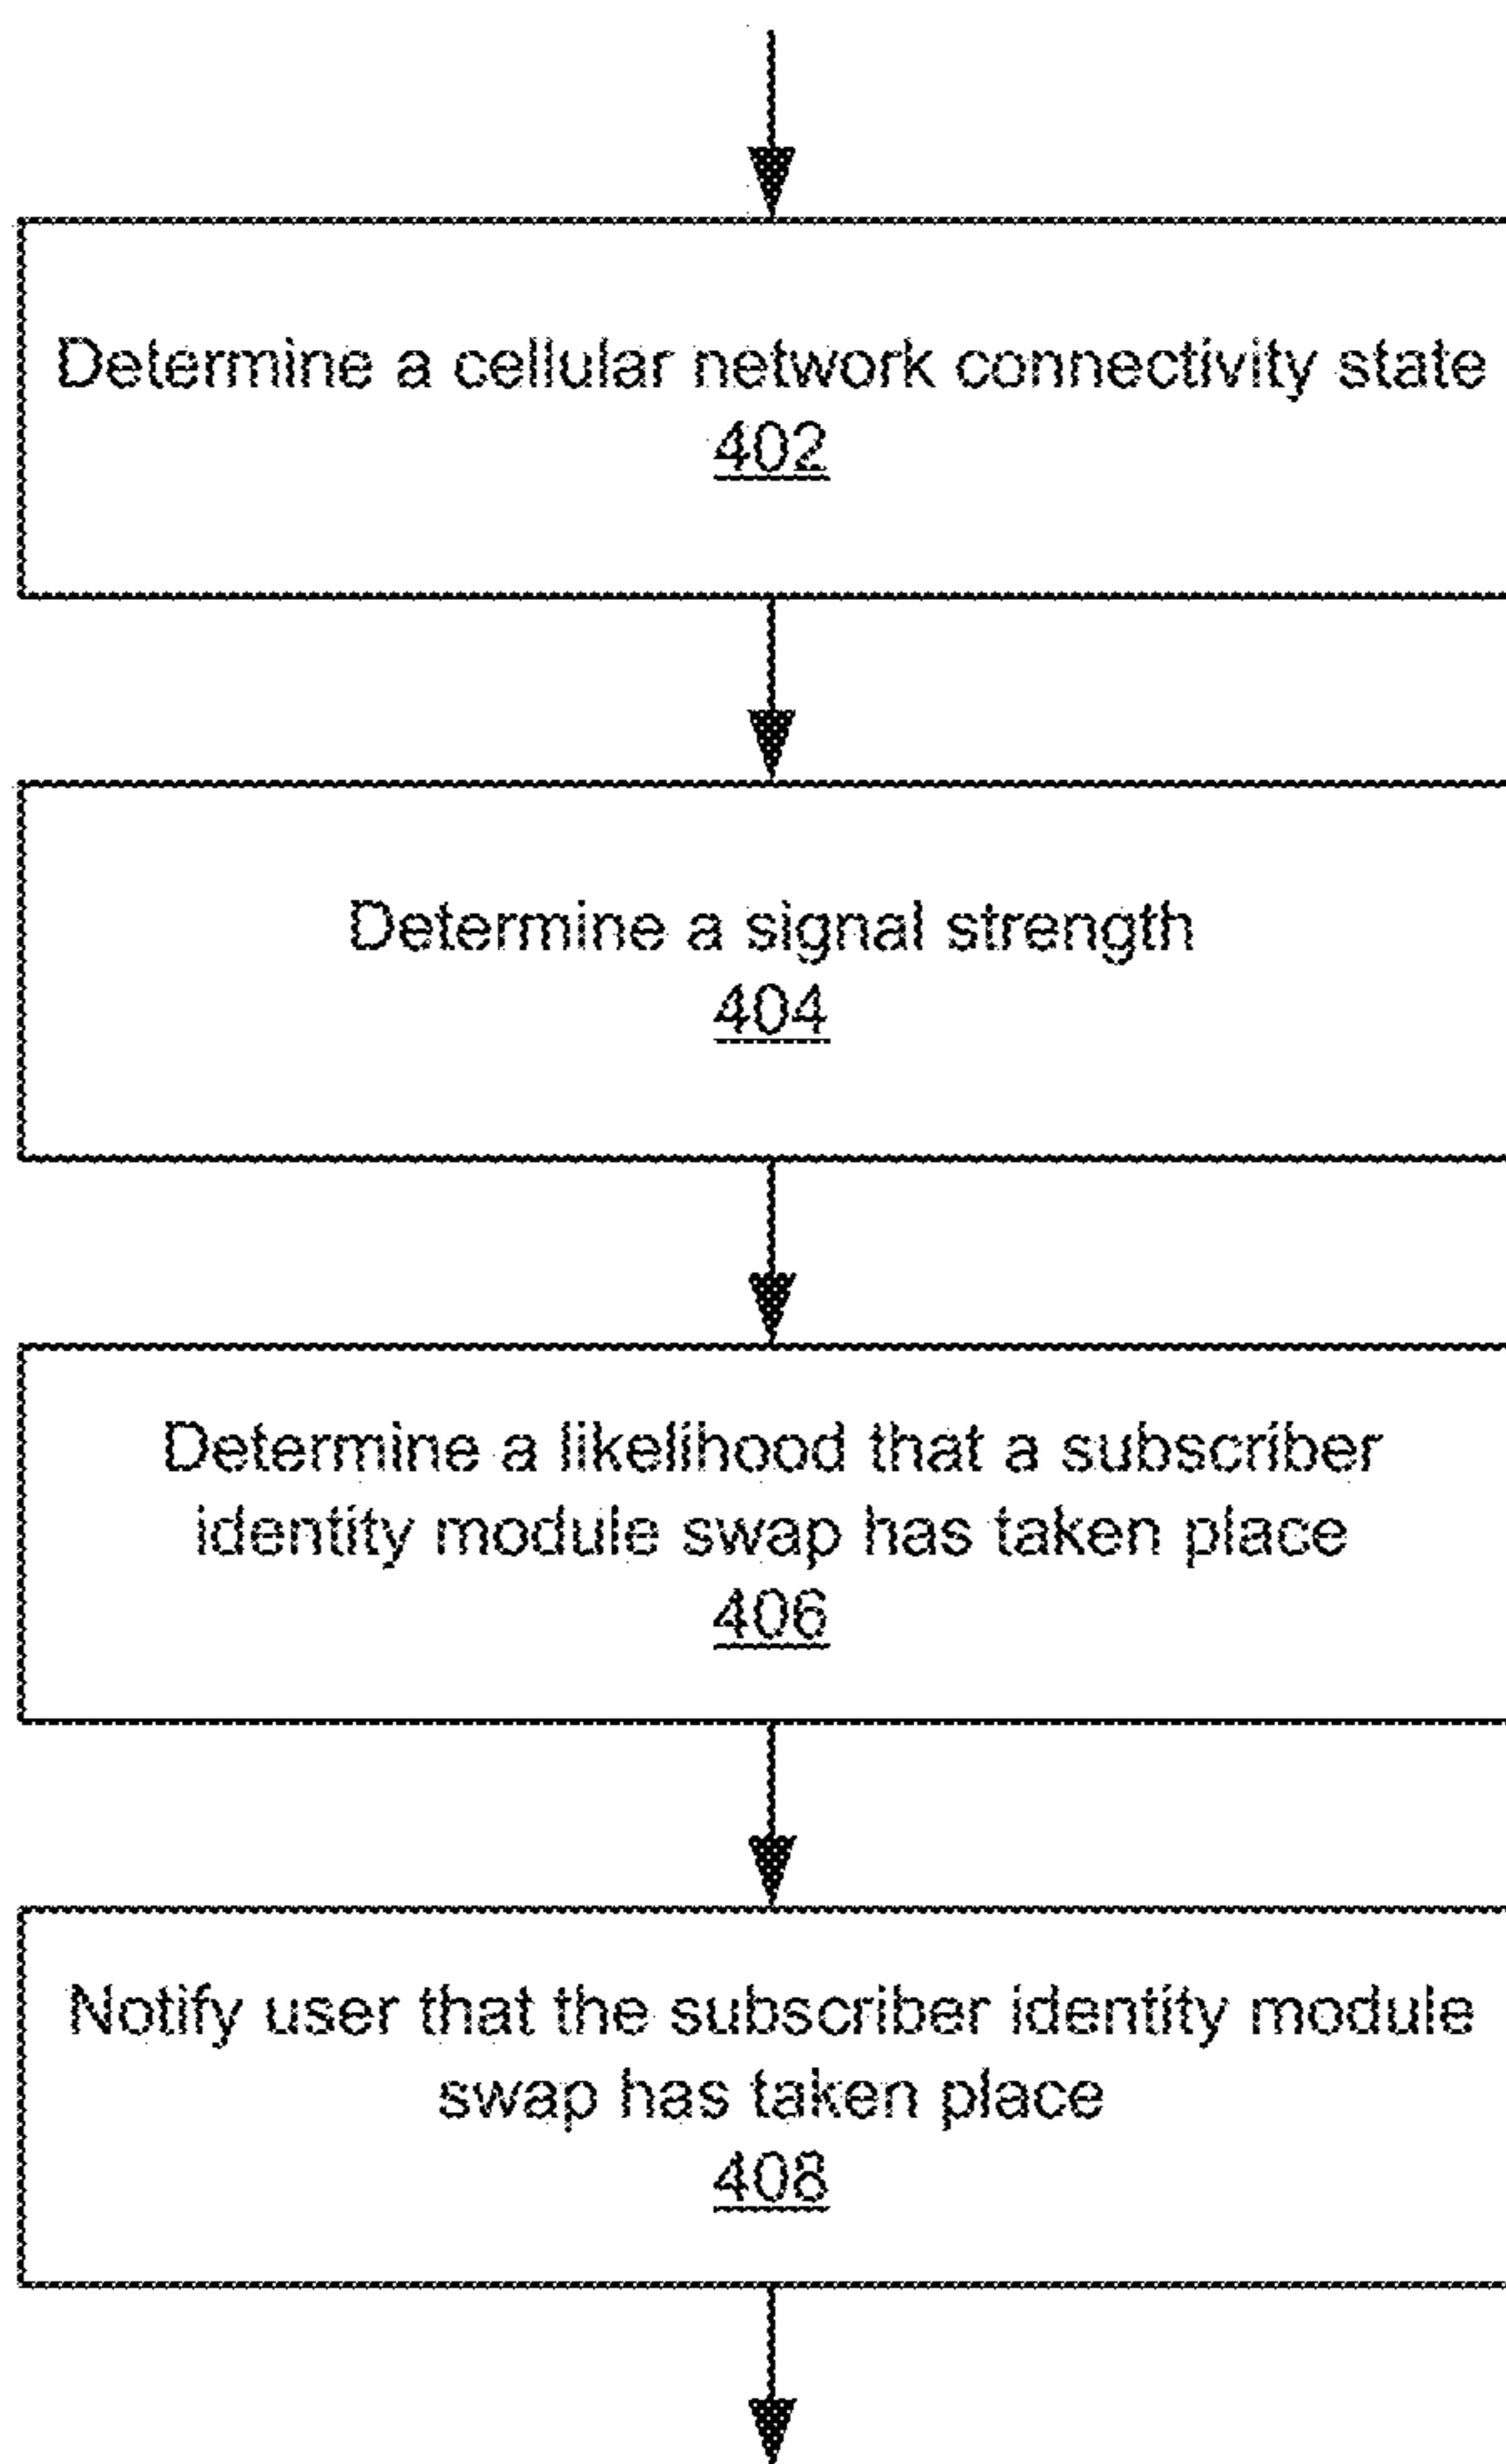 Determine a cellular network connectivity state
402
Determine a signal strength
404
Determine a likelihood that a subscriber
identity module swap has taken place
406
Notify user that the subscriber identity module
swap has taken place
408